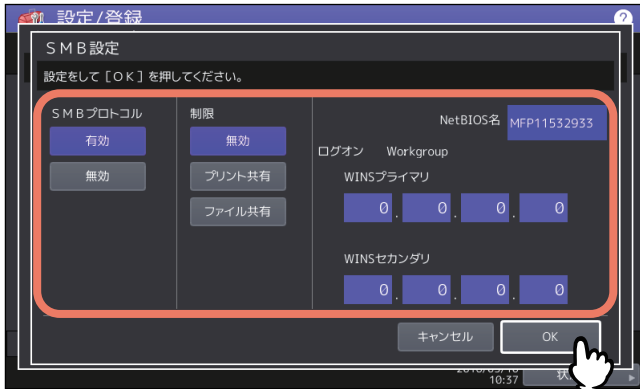 設定/登録
?
SMB設定
設定をして[OK]を押してください。
SMBプロトコル
有効
無効
制限
無効
プリント共有
ファイル共有
NetBIOS名 MFP11532933
ログオン Workgroup
WINSプライマリ
0 . 0 . 0 . 0
WINSセカンダリ
0 . 0 . 0 . 0
キャンセル
OK
10:37